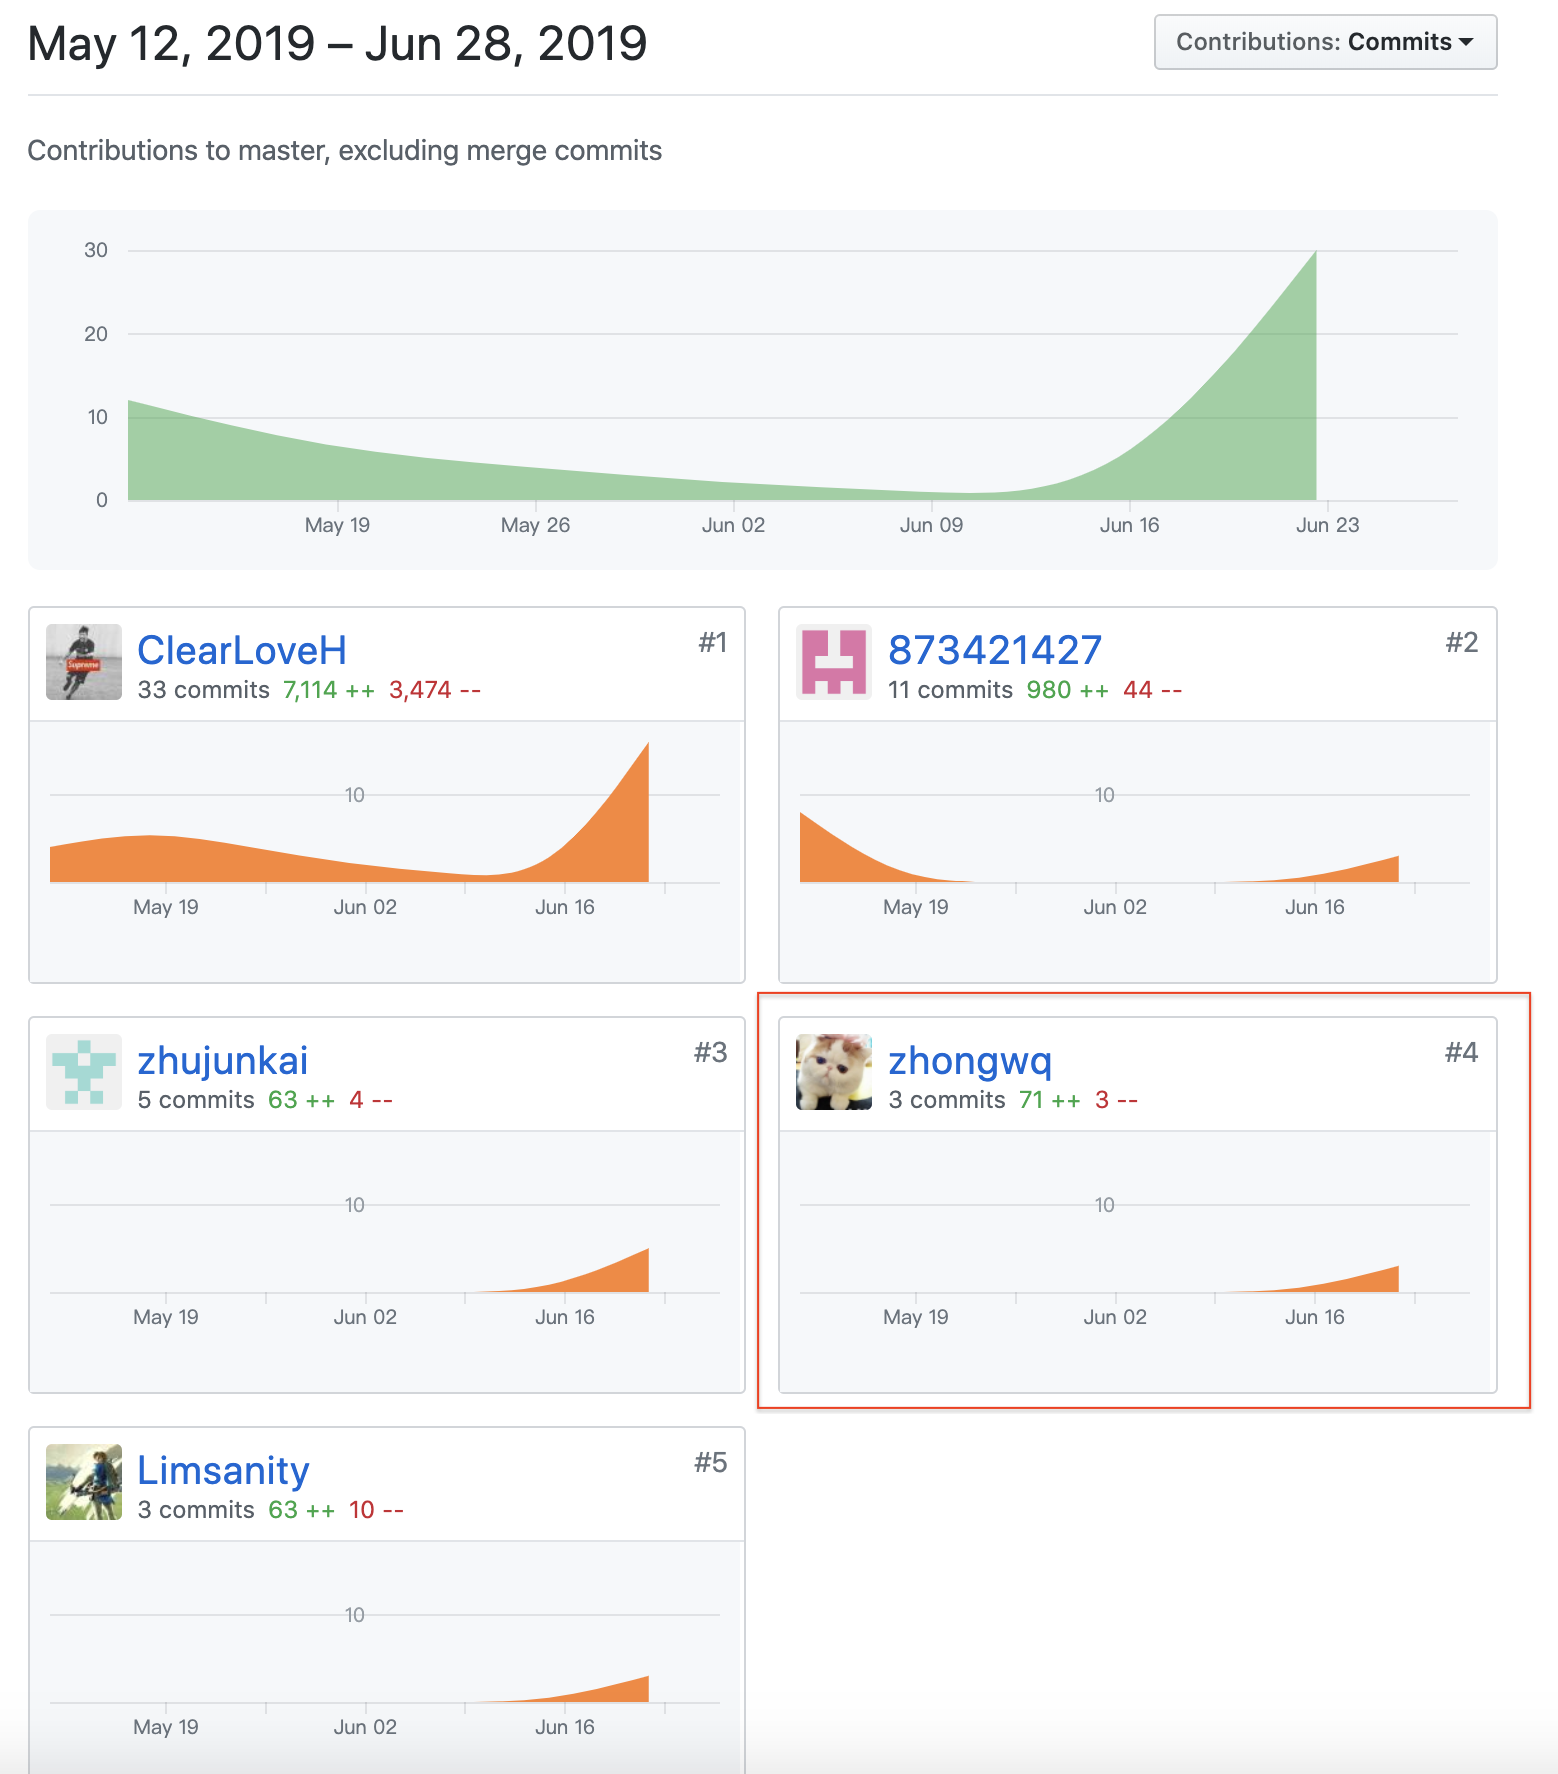 May 12, 2019 – Jun 28, 2019
Contributions: Commits
Contributions to master, excluding merge commits
30
20
10
0
May 19 May 26 Jun 02 Jun 09 Jun 16 Jun 23
ClearLoveH #1
33 commits 7,114 ++ 3,474 --
Supreme
10
May 19 Jun 02 Jun 16
873421427 #2
11 commits 980 ++ 44 --
10
May 19 Jun 02 Jun 16
zhujunkai #3
5 commits 63 ++ 4 --
10
May 19 Jun 02 Jun 16
zhongwq #4
3 commits 71 ++ 3 --
10
May 19 Jun 02 Jun 16
Limsanity #5
3 commits 63 ++ 10 --
10
May 19 Jun 02 Jun 16